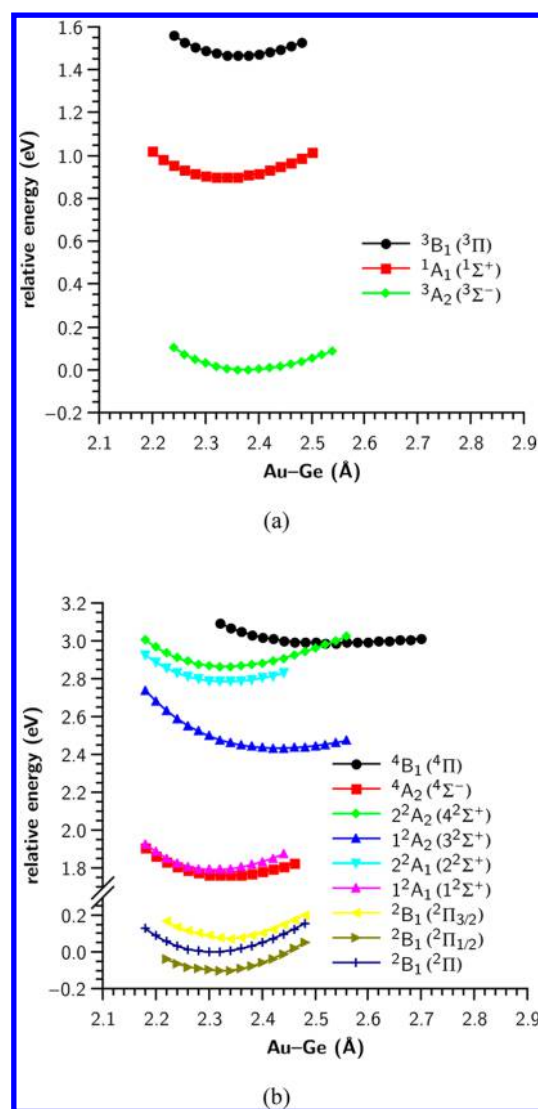 1.6
1.4
1.2
1.0
0.8
0.6
0.4
0.2
0.0
−0.2
relative energy (eV)
³B₁(³Π)
¹A₁(¹Σ⁺)
³A₂(³Σ⁻)
2.1 2.2 2.3 2.4 2.5 2.6 2.7 2.8 2.9
Au–Ge (Å)
(a)
3.2
3.0
2.8
2.6
2.4
2.2
2.0
1.8
0.2
0.0
−0.2
relative energy (eV)
⁴B₁(⁴Π)
⁴A₂(⁴Σ⁻)
2²A₂(4²Σ⁺)
1²A₂(3²Σ⁺)
2²A₁(2²Σ⁺)
1²A₁(1²Σ⁺)
²B₁(²Π₃/₂)
²B₁(²Π₁/₂)
²B₁(²Π)
2.1 2.2 2.3 2.4 2.5 2.6 2.7 2.8 2.9
Au–Ge (Å)
(b)